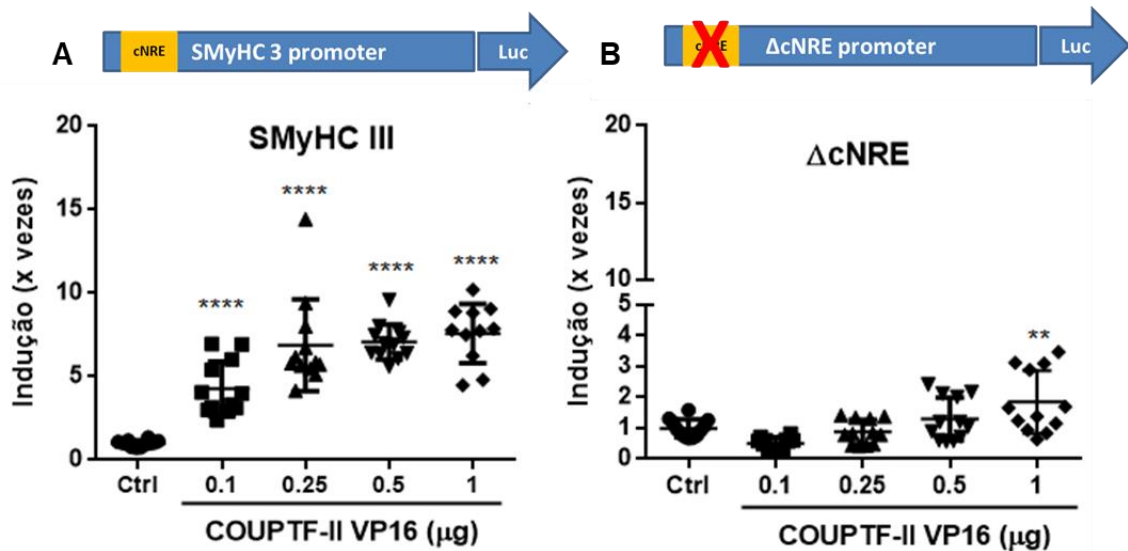 A
cNRE
SMyHC 3 promoter
Luc
B
ΔcNRE promoter
Luc
SMyHC III
Indução (x vezes)
20
15
10
5
0
****
****
****
****
Ctrl
0.1
0.25
0.5
1
COUPTF-II VP16 (μg)
ΔcNRE
Indução (x vezes)
20
15
10
5
4
3
2
1
0
**
Ctrl
0.1
0.25
0.5
1
COUPTF-II VP16 (μg)